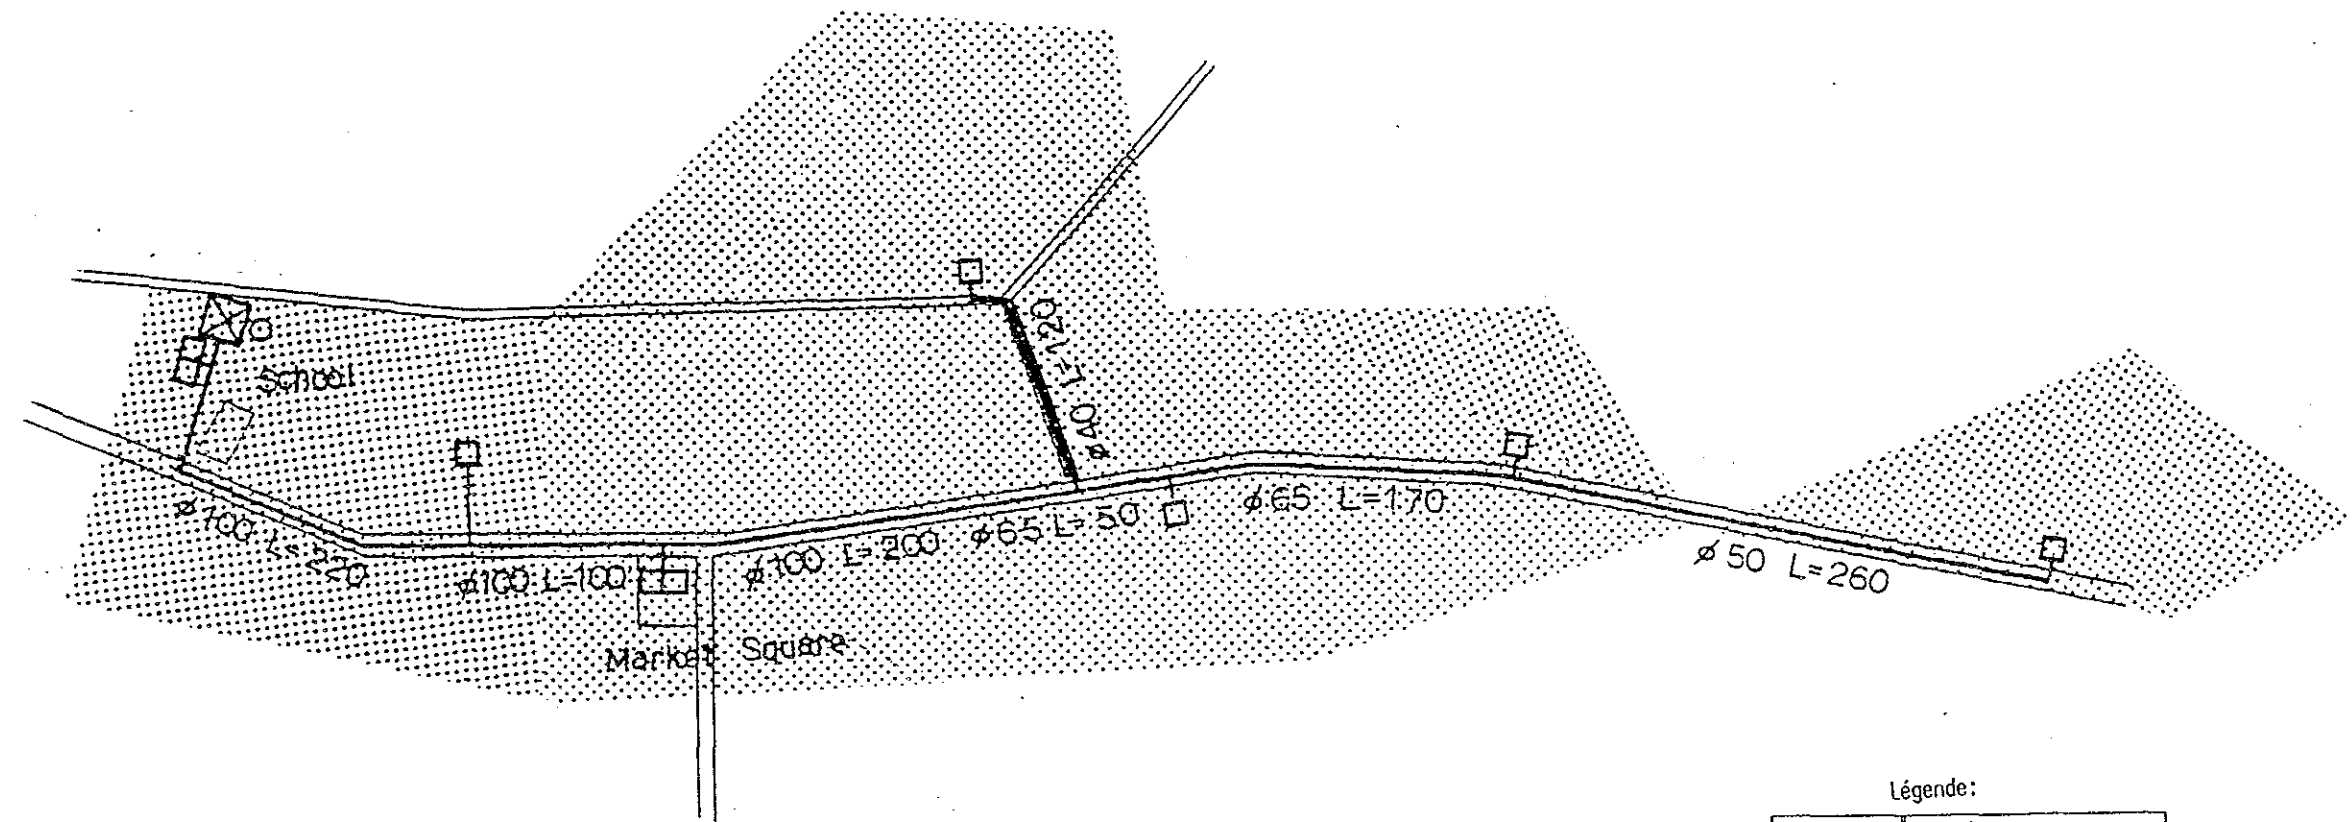 School
ø40 L=120
ø100 L=220
ø100 L=100
ø100 L=200
ø65 L=50
ø65 L=170
ø50 L=260
Market Square
Légende: